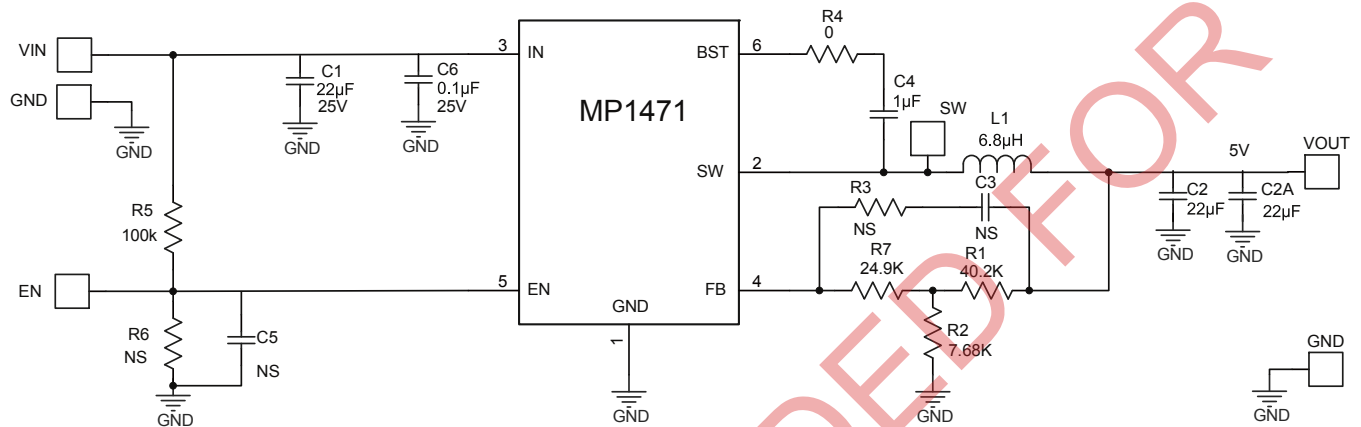 VIN
GND
GND
3
IN
C1
22µF
25V
GND
C6
0.1µF
25V
GND
R5
100k
EN
R6
NS
C5
NS
GND
5
EN
MP1471
GND
1
GND
BST
6
R4
0
C4
1µF
SW
SW
2
L1
6.8µH
R3
NS
C3
NS
R7
24.9K
R1
40.2K
FB
4
R2
7.68K
GND
5V
VOUT
C2
22µF
GND
C2A
22µF
GND
GND
GND
DED FOR